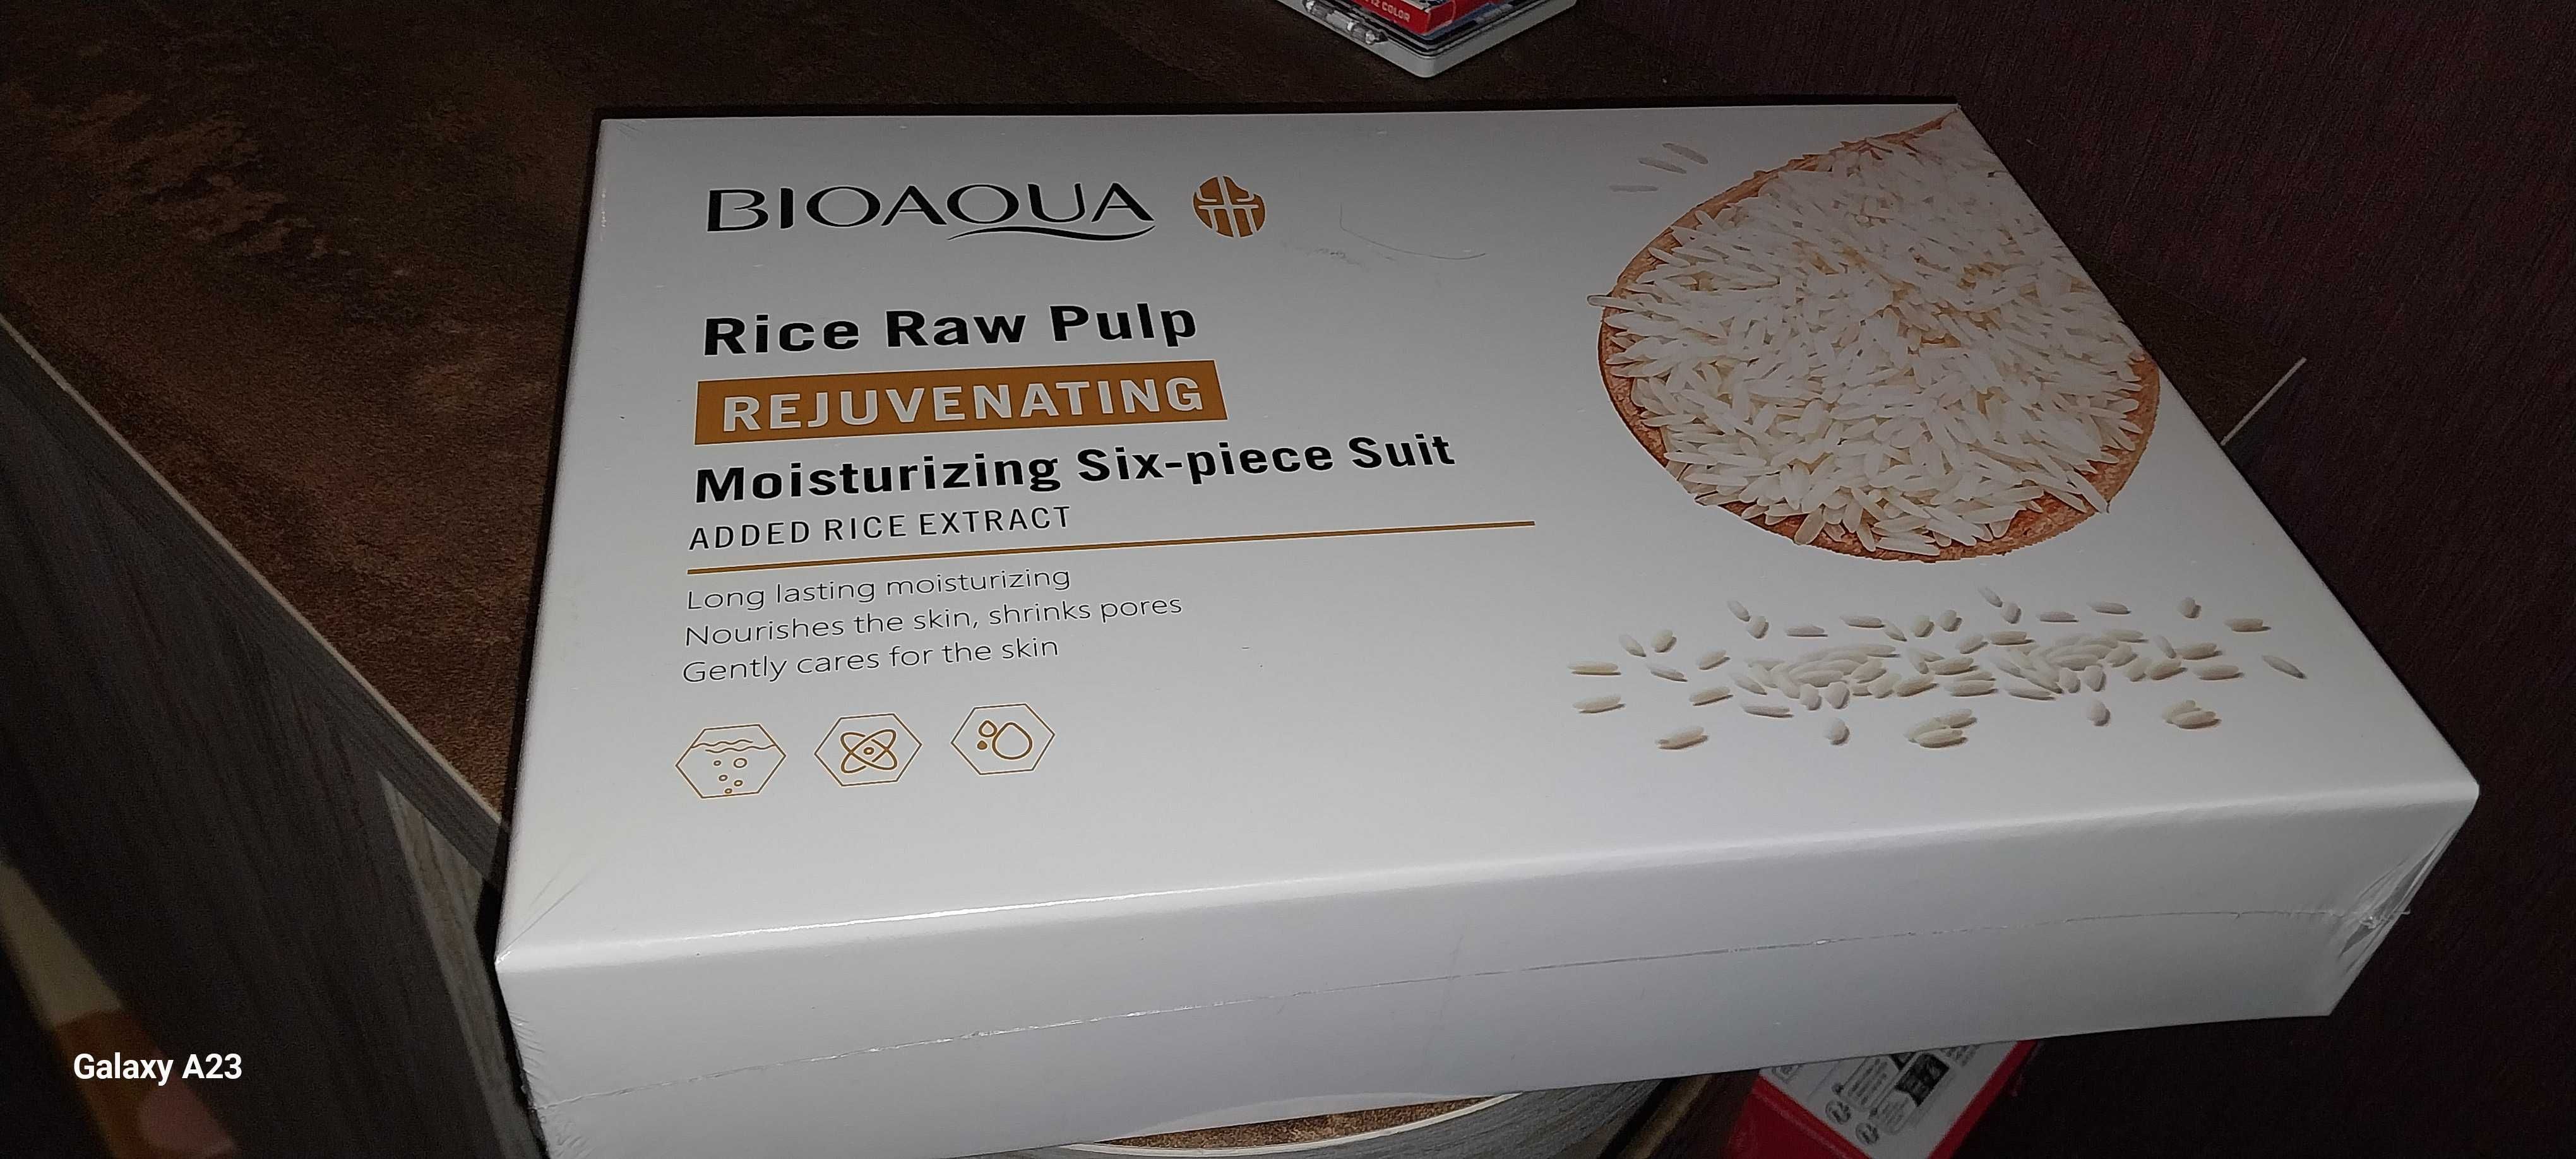 Z COLOR
BIOAQUA
Rice Raw Pulp
REJUVENATING
Moisturizing Six-piece Suit
ADDED RICE EXTRACT
Long lasting moisturizing
Nourishes the skin, shrinks pores
Gently cares for the skin
Galaxy A23